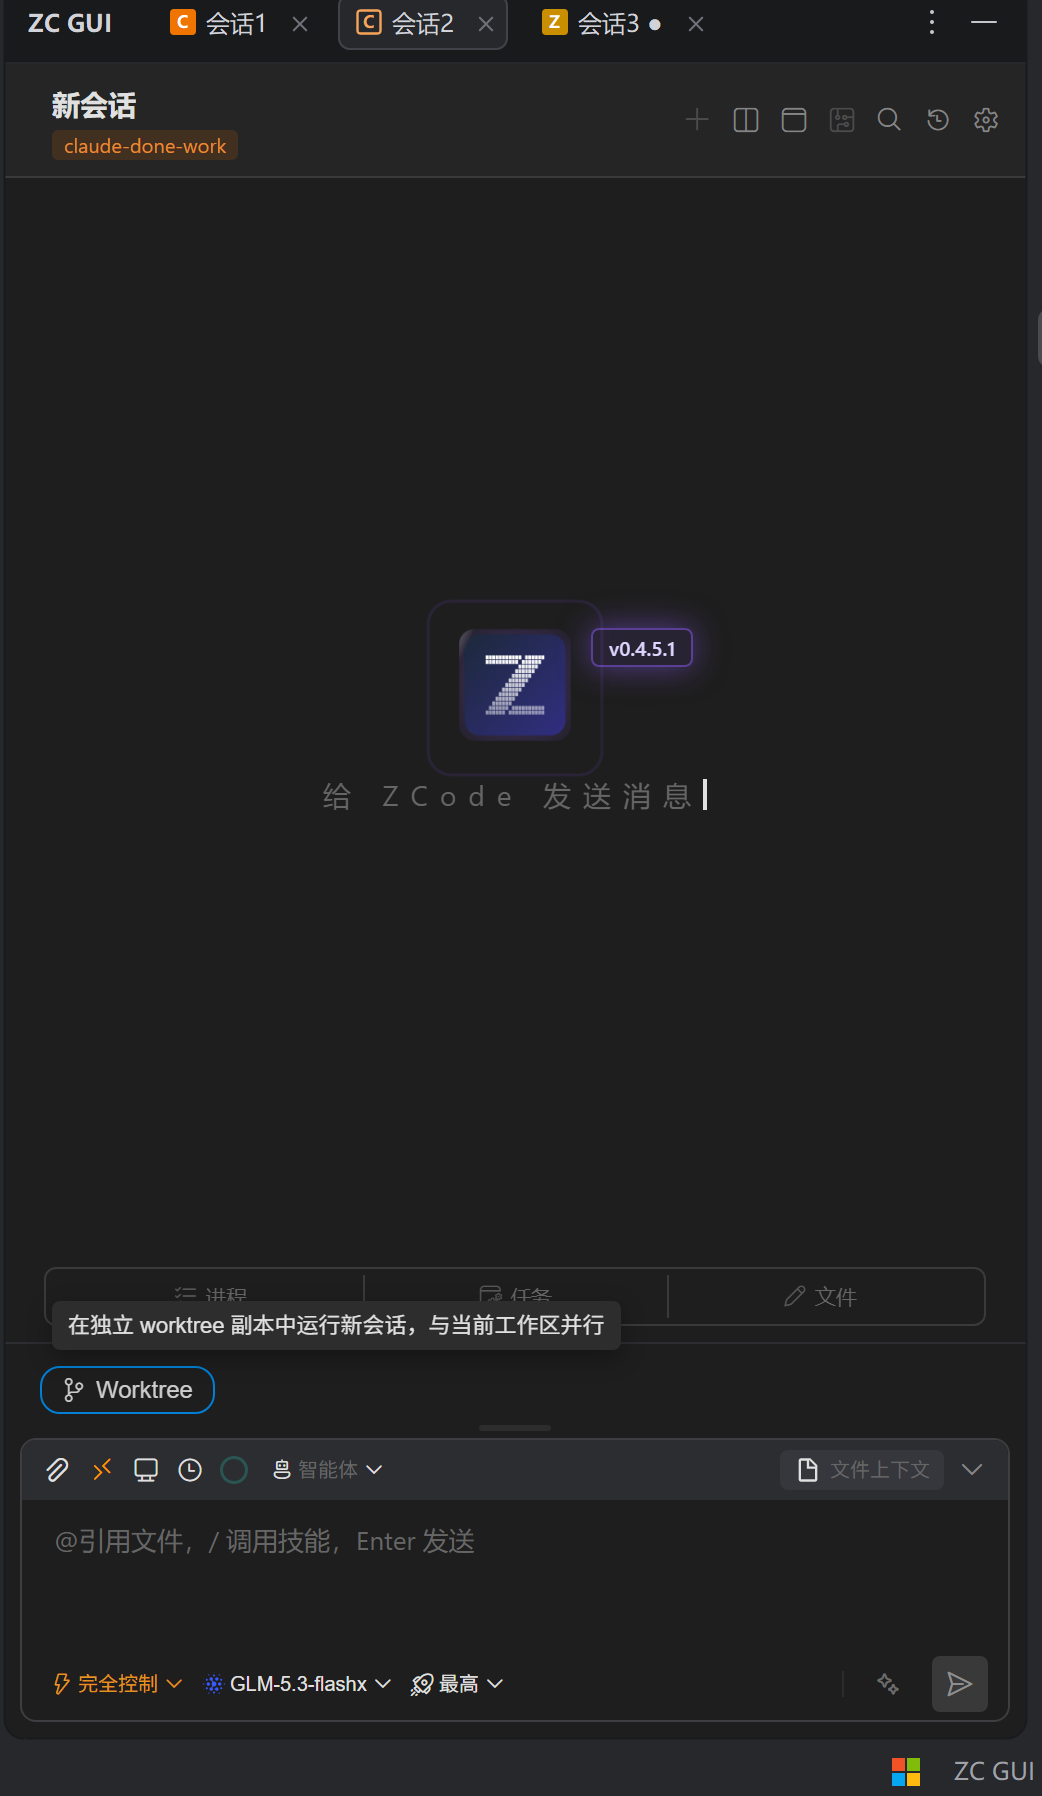 ZC GUI
C 会话1
C 会话2
Z 会话3
新会话
claude-done-work
Z
v0.4.5.1
给 ZCode 发送消息
进程
任务
文件
在独立 worktree 副本中运行新会话，与当前工作区并行
Worktree
智能体
文件上下文
@引用文件，/ 调用技能，Enter 发送
完全控制
GLM-5.3-flashx
最高
ZC GUI